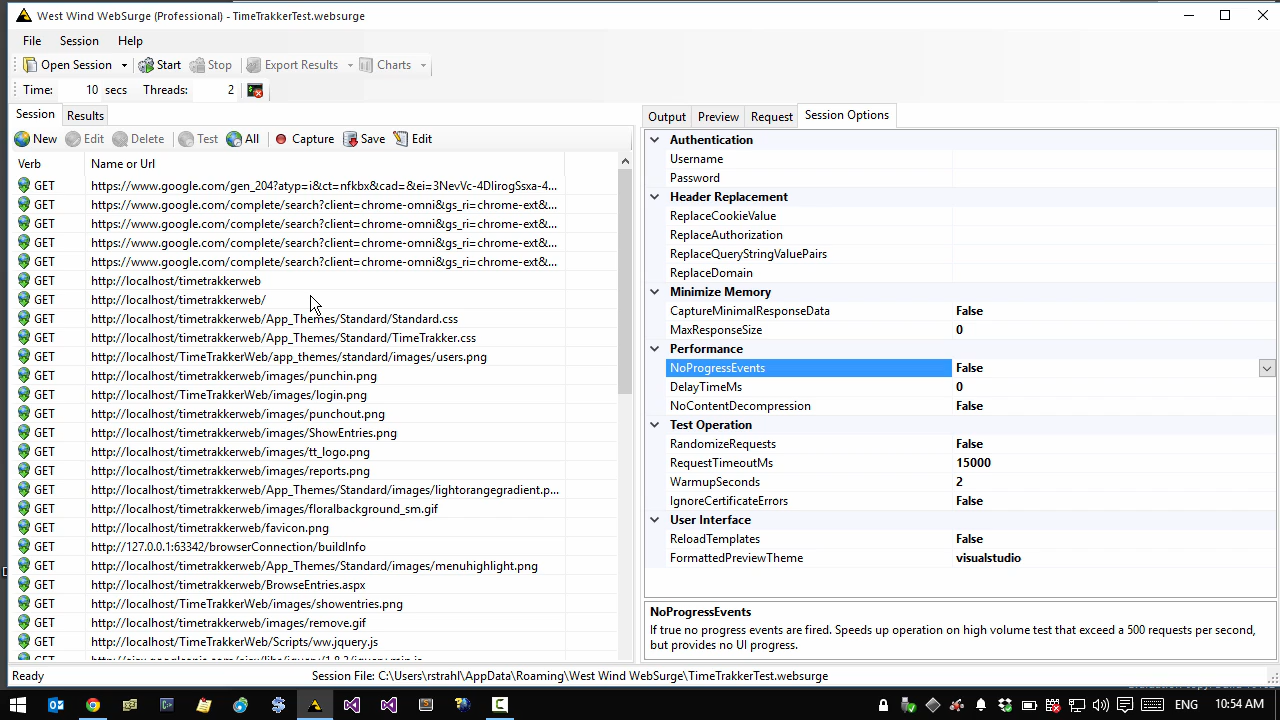 West Wind WebSurge (Professional) - TimeTrakkerTest.websurge
File Session Help
Open Session Start Stop Export Results Charts
Time: 10 secs Threads: 2
Session Results
New Edit Delete Test All Capture Save Edit
Verb Name or Url
GET https://www.google.com/gen_204?atyp=i&ct=nfkbx&cad=&ei=3NevVc-4DIirogSsxa-4...
GET https://www.google.com/complete/search?client=chrome-omni&gs_ri=chrome-ext&...
GET https://www.google.com/complete/search?client=chrome-omni&gs_ri=chrome-ext&...
GET https://www.google.com/complete/search?client=chrome-omni&gs_ri=chrome-ext&...
GET https://www.google.com/complete/search?client=chrome-omni&gs_ri=chrome-ext&...
GET http://localhost/timetrakkerweb
GET http://localhost/timetrakkerweb/
GET http://localhost/timetrakkerweb/App_Themes/Standard/Standard.css
GET http://localhost/timetrakkerweb/App_Themes/Standard/TimeTrakker.css
GET http://localhost/TimeTrakkerWeb/app_themes/standard/images/users.png
GET http://localhost/timetrakkerweb/images/punchin.png
GET http://localhost/TimeTrakkerWeb/images/login.png
GET http://localhost/timetrakkerweb/images/punchout.png
GET http://localhost/timetrakkerweb/images/ShowEntries.png
GET http://localhost/timetrakkerweb/images/tt_logo.png
GET http://localhost/timetrakkerweb/images/reports.png
GET http://localhost/timetrakkerweb/App_Themes/Standard/images/lightorangegradient.p...
GET http://localhost/timetrakkerweb/images/floralbackground_sm.gif
GET http://localhost/timetrakkerweb/favicon.png
GET http://127.0.0.1:63342/browserConnection/buildInfo
GET http://localhost/timetrakkerweb/App_Themes/Standard/images/menuhighlight.png
GET http://localhost/timetrakkerweb/BrowseEntries.aspx
GET http://localhost/TimeTrakkerWeb/images/showentries.png
GET http://localhost/timetrakkerweb/images/remove.gif
GET http://localhost/TimeTrakkerWeb/Scripts/ww.jquery.js
Output Preview Request Session Options
Authentication
Username
Password
Header Replacement
ReplaceCookieValue
ReplaceAuthorization
ReplaceQueryStringValuePairs
ReplaceDomain
Minimize Memory
CaptureMinimalResponseData False
MaxResponseSize 0
Performance
NoProgressEvents False
DelayTimeMs 0
NoContentDecompression False
Test Operation
RandomizeRequests False
RequestTimeoutMs 15000
WarmupSeconds 2
IgnoreCertificateErrors False
User Interface
ReloadTemplates False
FormattedPreviewTheme visualstudio
NoProgressEvents
If true no progress events are fired. Speeds up operation on high volume test that exceed a 500 requests per second,
but provides no UI progress.
Ready Session File: C:\Users\rstrahl\AppData\Roaming\West Wind WebSurge\TimeTrakkerTest.websurge
ENG 10:54 AM